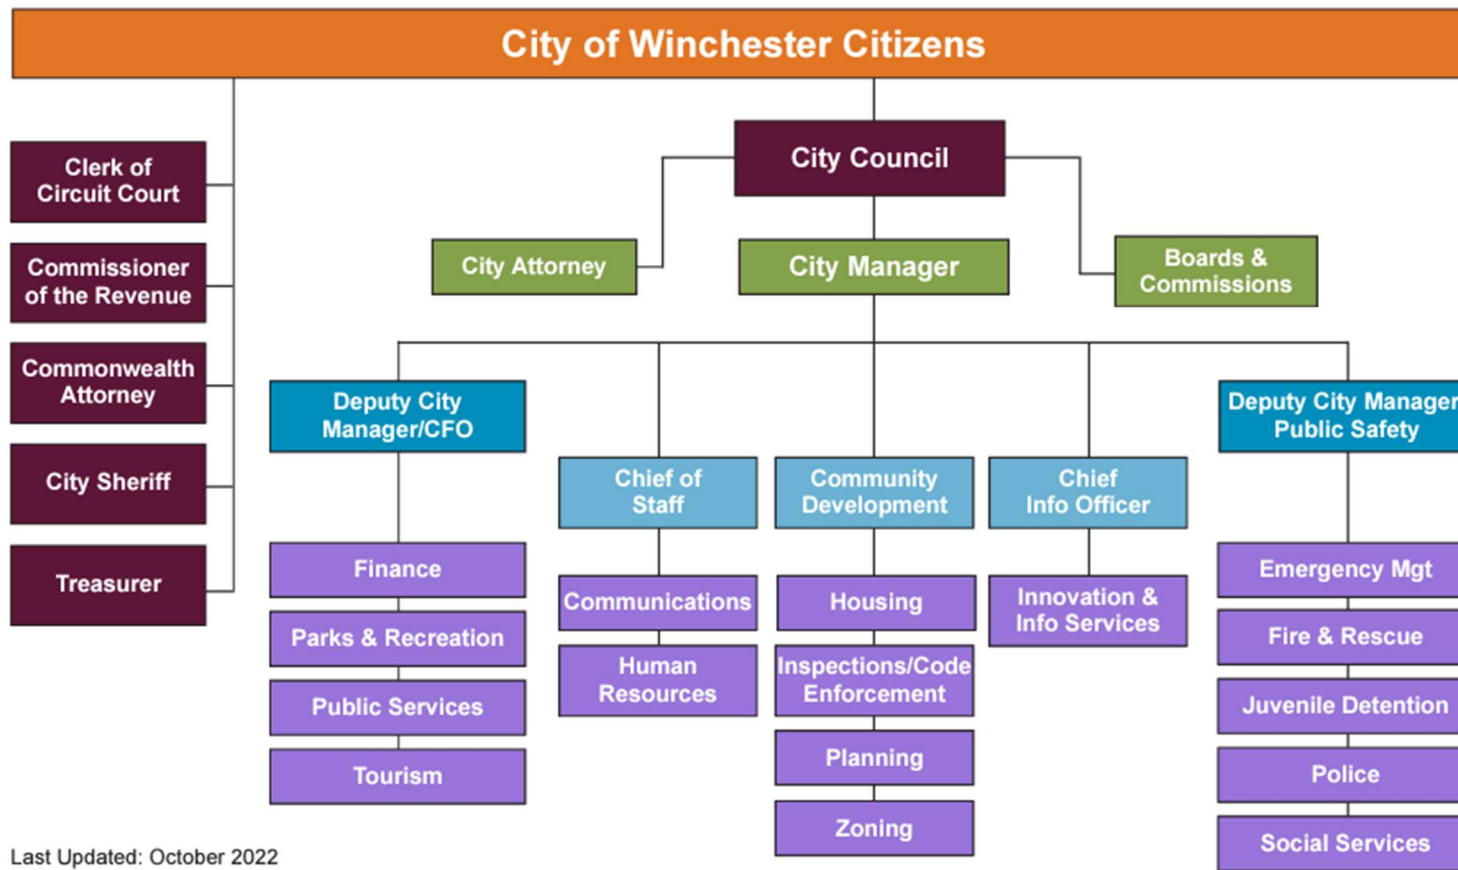 City of Winchester Citizens
Clerk of
Circuit Court
Commissioner
of the Revenue
Commonwealth
Attorney
City Sheriff
Treasurer
City Council
City Attorney
City Manager
Boards &
Commissions
Deputy City
Manager/CFO
Finance
Parks & Recreation
Public Services
Tourism
Chief of
Staff
Communications
Human
Resources
Community
Development
Housing
Inspections/Code
Enforcement
Planning
Zoning
Chief
Info Officer
Innovation &
Info Services
Deputy City Manager
Public Safety
Emergency Mgt
Fire & Rescue
Juvenile Detention
Police
Social Services
Last Updated: October 2022